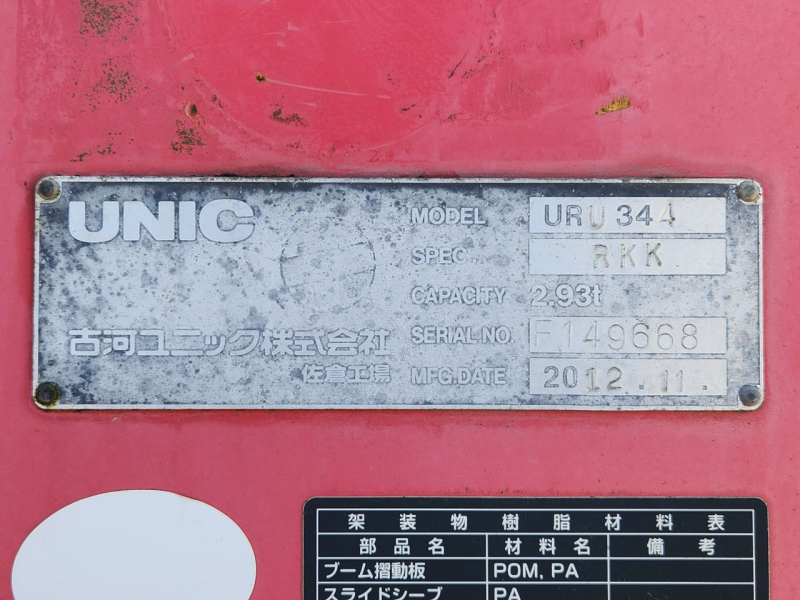 UNIC
MODEL URU344
SPEC RKK
CAPACITY 2.93t
古河ユニック株式会社 SERIAL NO. F149668
佐倉工場 MFG.DATE 2012.11.
架装物樹脂材料表
部品名 材料名 備考
ブーム摺動板 POM, PA
スライドシーブ PA